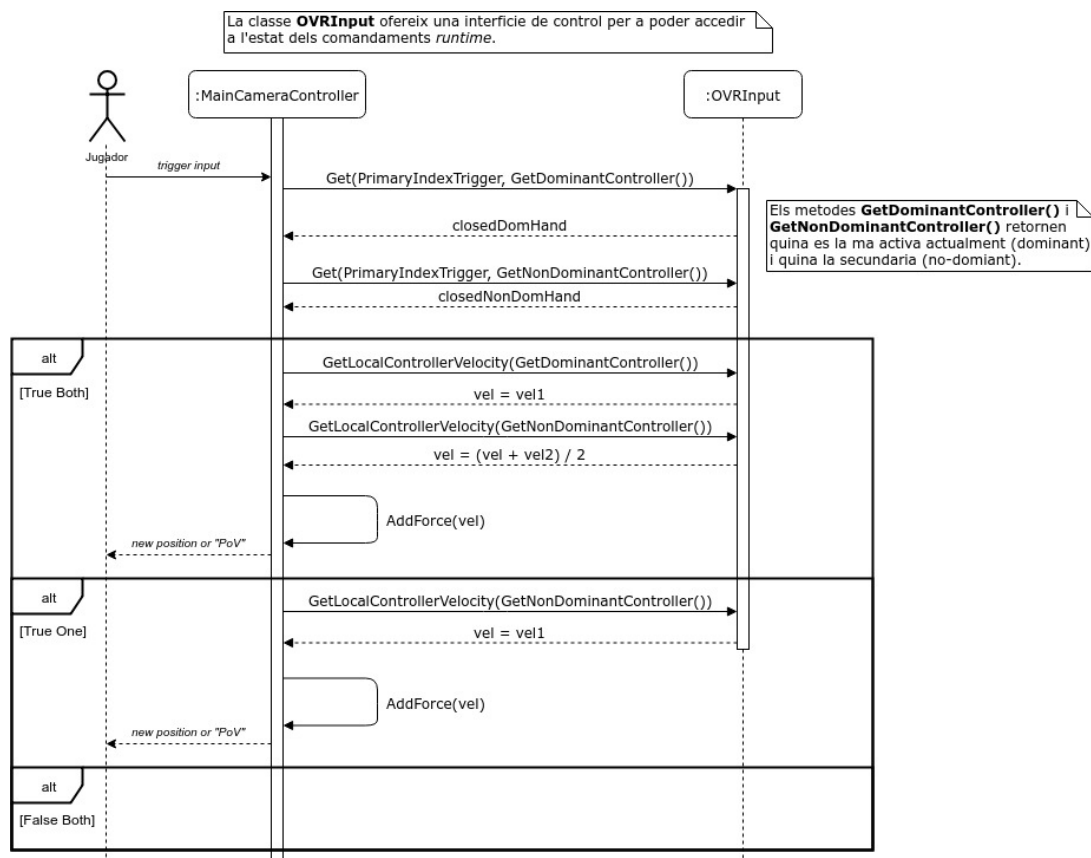 La classe OVRInput ofereix una interficie de control per a poder accedir
a l'estat dels comandaments runtime.
:MainCameraController
:OVRInput
Jugador
trigger input
Get(PrimaryIndexTrigger, GetDominantController())
Els metodes GetDominantController() i
GetNonDominantController() retornen
quina es la ma activa actualment (dominant)
i quina la secundaria (no-domiant).
closedDomHand
Get(PrimaryIndexTrigger, GetNonDominantController())
closedNonDomHand
alt
[True Both]
GetLocalControllerVelocity(GetDominantController())
vel = vel1
GetLocalControllerVelocity(GetNonDominantController())
vel = (vel + vel2) / 2
AddForce(vel)
new position or "PoV"
alt
[True One]
GetLocalControllerVelocity(GetNonDominantController())
vel = vel1
AddForce(vel)
new position or "PoV"
alt
[False Both]